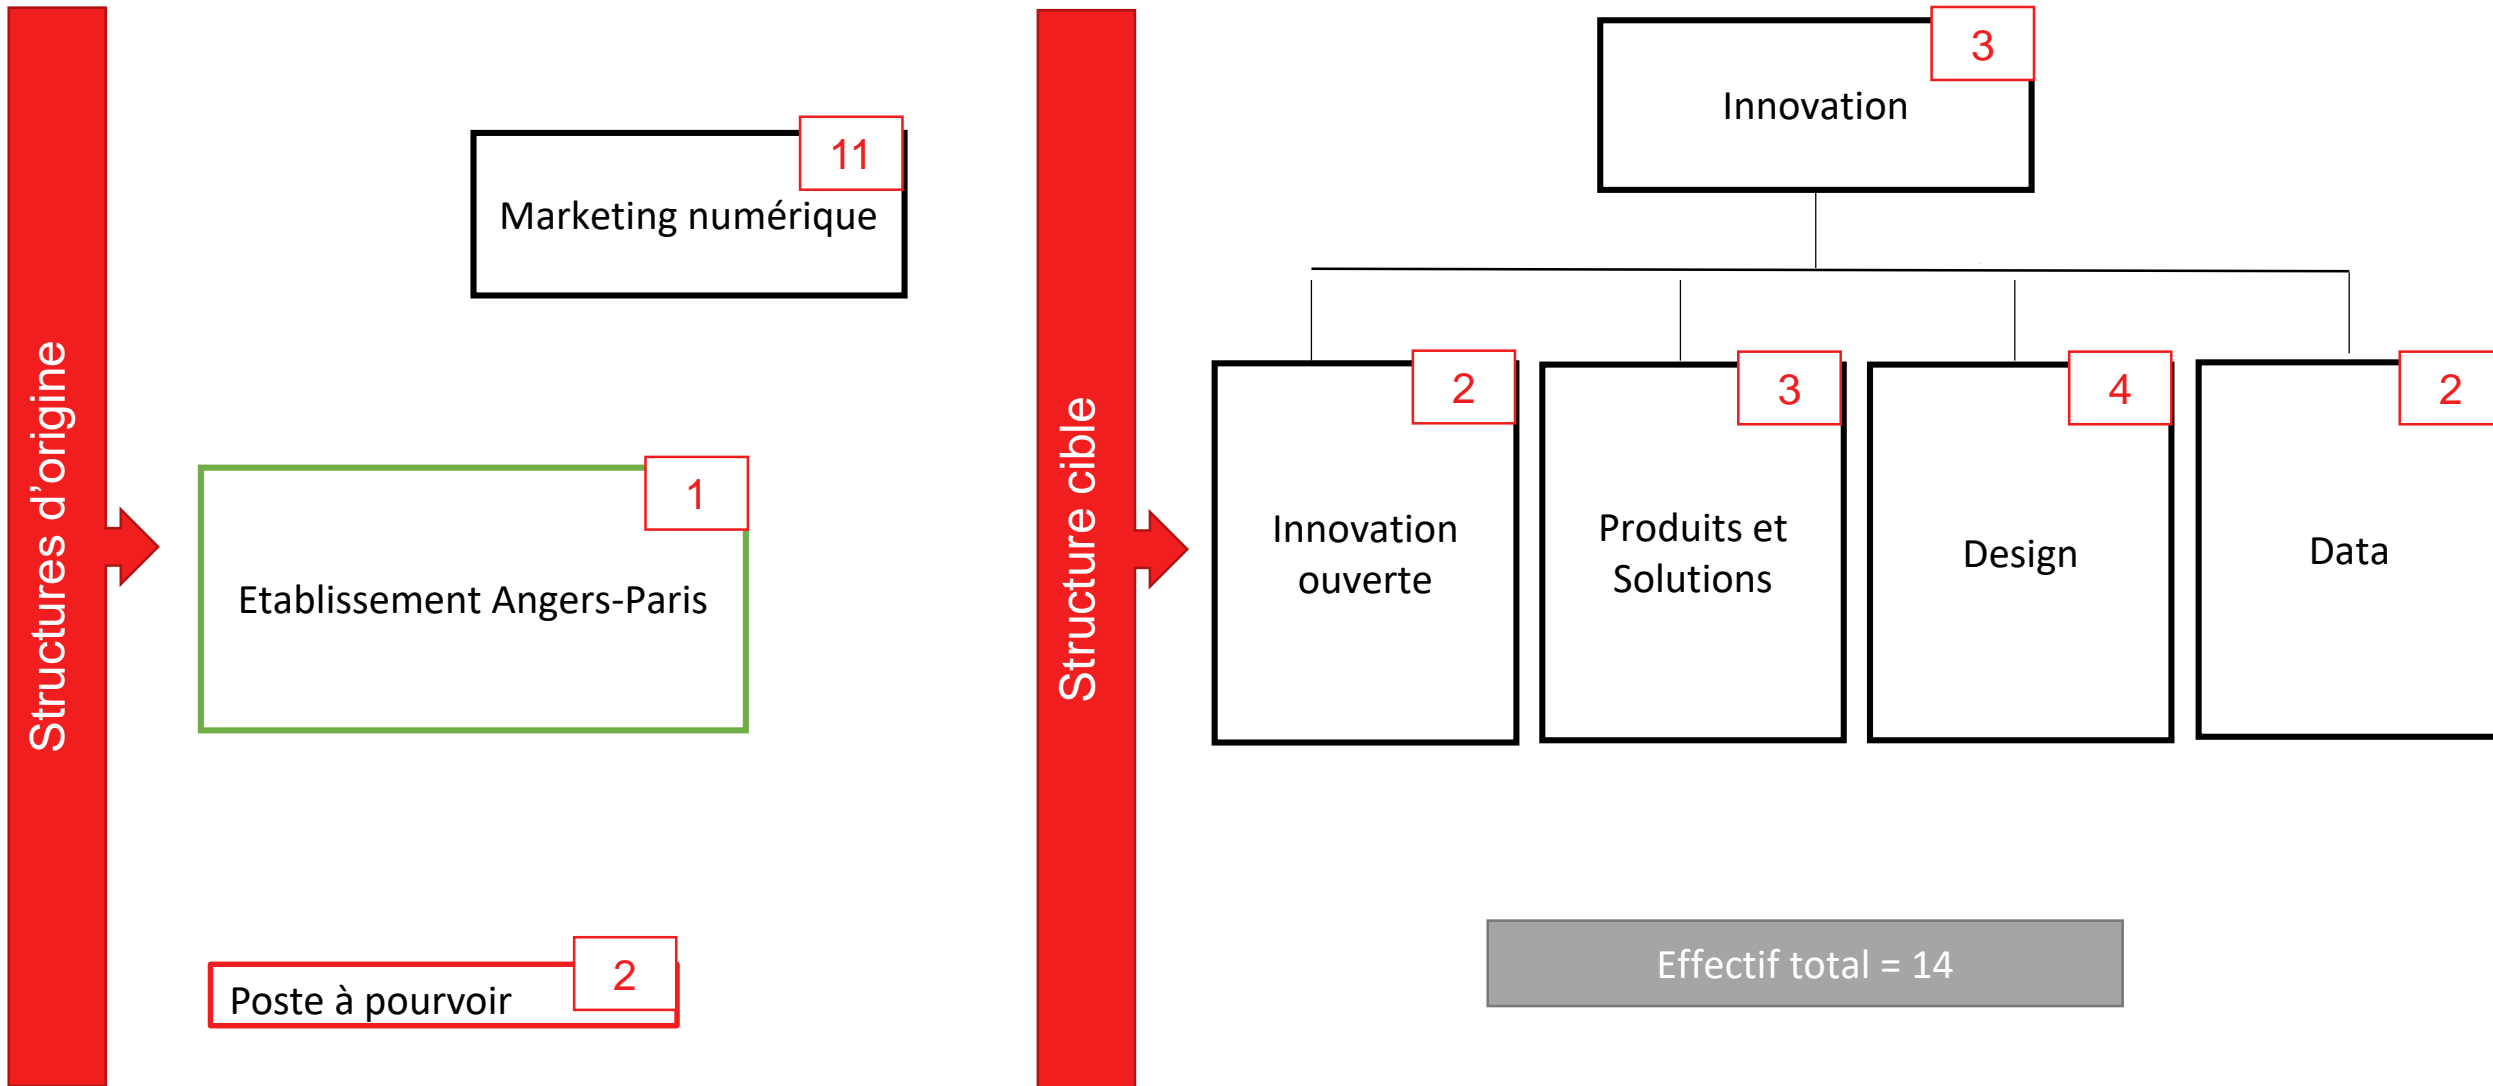 Structures d'origine
11
Marketing numérique
1
Etablissement Angers-Paris
2
Poste à pourvoir
Structure cible
3
Innovation
2
Innovation
ouverte
3
Produits et
Solutions
4
Design
2
Data
Effectif total = 14